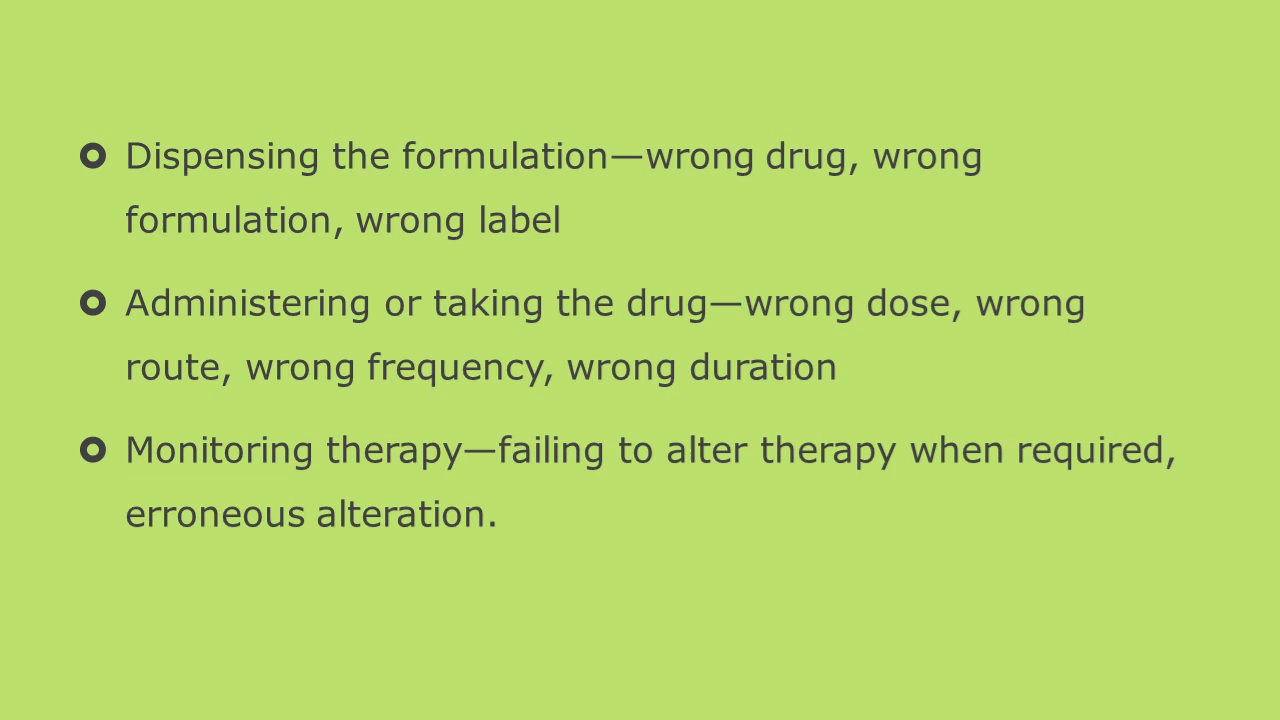 Dispensing the formulation—wrong drug, wrong
formulation, wrong label
Administering or taking the drug—wrong dose, wrong
route, wrong frequency, wrong duration
Monitoring therapy—failing to alter therapy when required,
erroneous alteration.